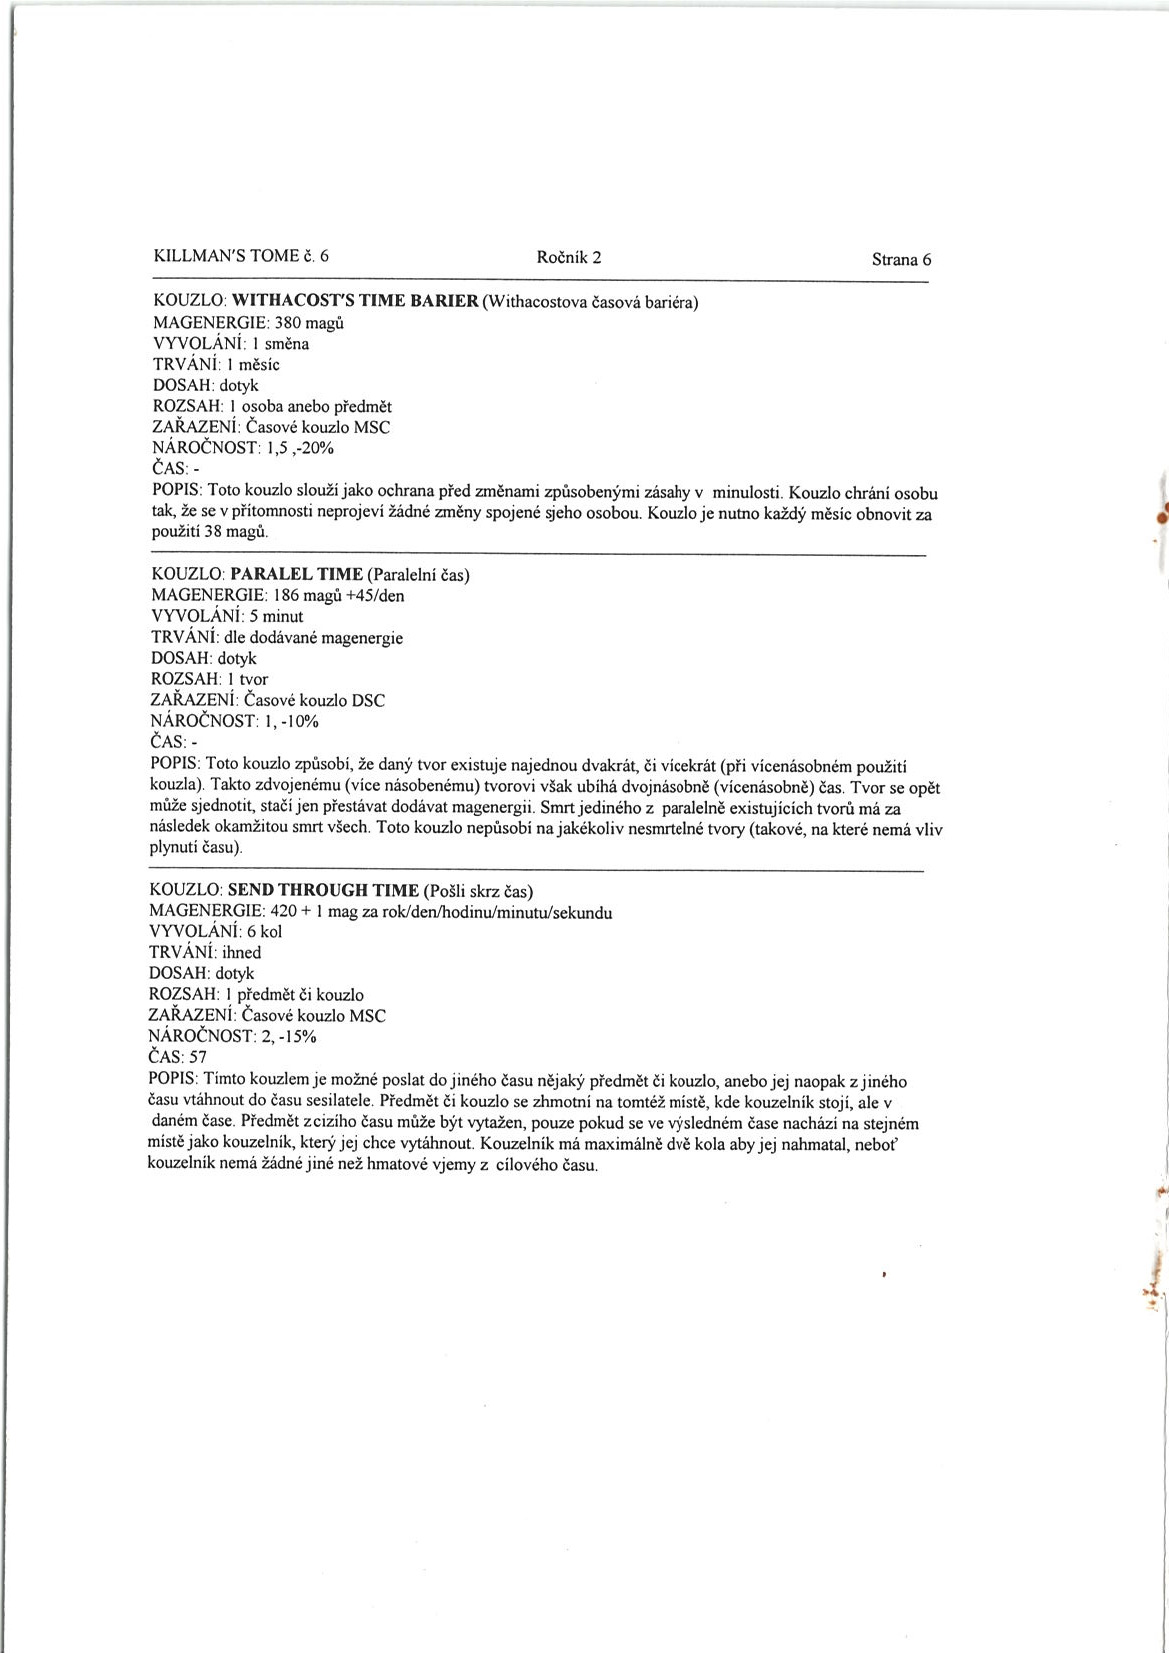 KILLMAN'S TOME č. 6 Ročník 2 Strana 6
KOUZLO: WITHACOST'S TIME BARIER (Withacostova časová bariéra)
MAGENERGIE: 380 magů
VYVOLÁNÍ: 1 směna
TRVÁNÍ: 1 měsíc
DOSAH: dotyk
ROZSAH: 1 osoba anebo předmět
ZAŘAZENÍ: Časové kouzlo MSC
NÁROČNOST: 1,5 ,-20%
ČAS: -
POPIS: Toto kouzlo slouží jako ochrana před změnami způsobenými zásahy v minulosti. Kouzlo chrání osobu
tak, že se v přítomnosti neprojeví žádné změny spojené sjeho osobou. Kouzlo je nutno každý měsíc obnovit za
použití 38 magů.
KOUZLO: PARALEL TIME (Paralelní čas)
MAGENERGIE: 186 magů +45/den
VYVOLÁNÍ: 5 minut
TRVÁNÍ: dle dodávané magenergie
DOSAH: dotyk
ROZSAH: 1 tvor
ZAŘAZENÍ: Časové kouzlo DSC
NÁROČNOST: 1, -10%
ČAS: -
POPIS: Toto kouzlo způsobí, že daný tvor existuje najednou dvakrát, či vícekrát (při vícenásobném použití
kouzla). Takto zdvojenému (více násobenému) tvorovi však ubíhá dvojnásobně (vícenásobně) čas. Tvor se opět
může sjednotit, stačí jen přestávat dodávat magenergii. Smrt jediného z paralelně existujících tvorů má za
následek okamžitou smrt všech. Toto kouzlo nepůsobí na jakékoliv nesmrtelné tvory (takové, na které nemá vliv
plynutí času).
KOUZLO: SEND THROUGH TIME (Pošli skrz čas)
MAGENERGIE: 420 + 1 mag za rok/den/hodinu/minutu/sekundu
VYVOLÁNÍ: 6 kol
TRVÁNÍ: ihned
DOSAH: dotyk
ROZSAH: 1 předmět či kouzlo
ZAŘAZENÍ: Časové kouzlo MSC
NÁROČNOST: 2, -15%
ČAS: 57
POPIS: Tímto kouzlem je možné poslat do jiného času nějaký předmět či kouzlo, anebo jej naopak z jiného
času vtáhnout do času sesilatele. Předmět či kouzlo se zhmotní na tomtéž místě, kde kouzelník stojí, ale v
daném čase. Předmět z cizího času může být vytažen, pouze pokud se ve výsledném čase nachází na stejném
místě jako kouzelník, který jej chce vytáhnout. Kouzelník má maximálně dvě kola aby jej nahmatal, neboť
kouzelník nemá žádné jiné než hmatové vjemy z cílového času.